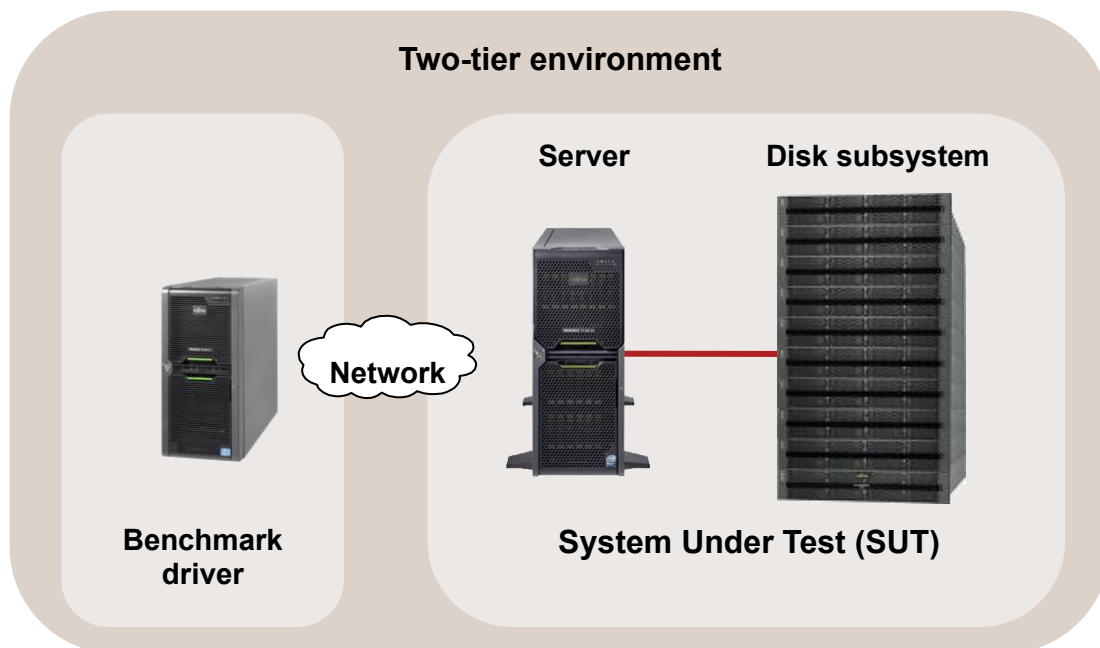 Two-tier environment
Server
Disk subsystem
Network
Benchmark
driver
System Under Test (SUT)